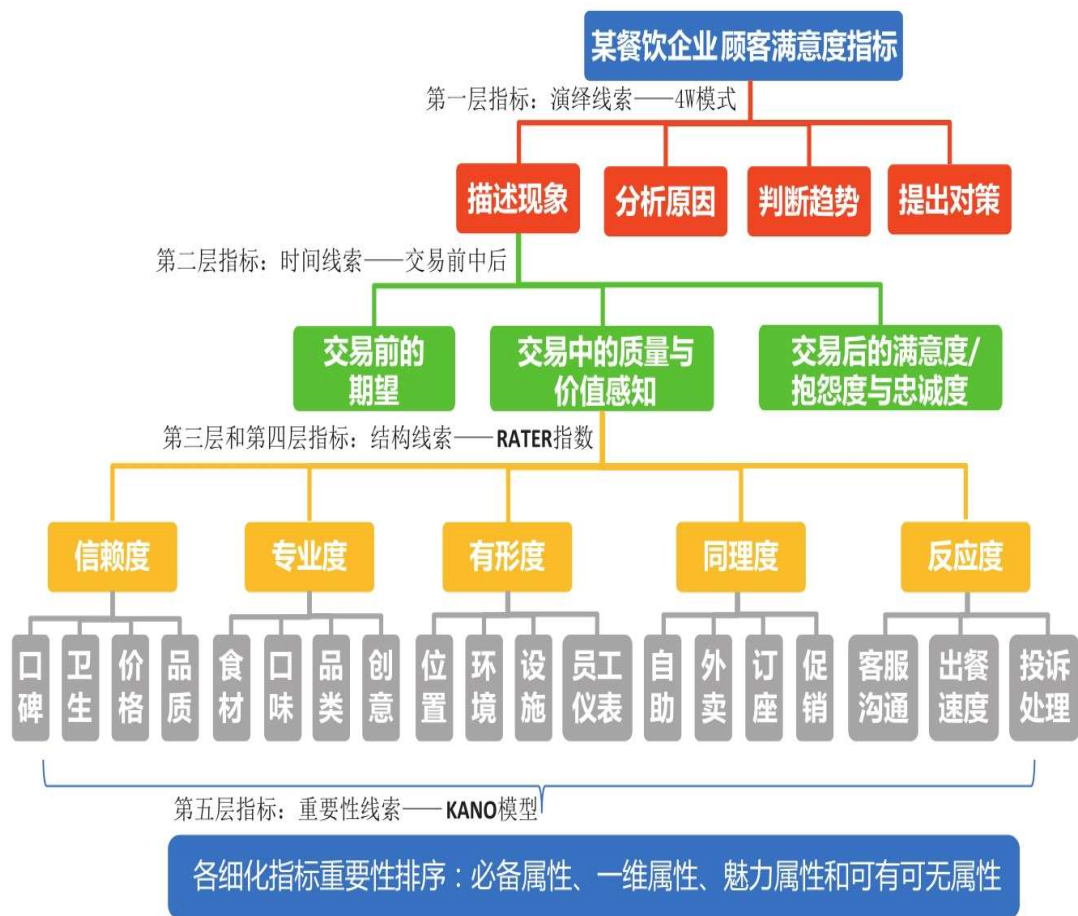 某餐饮企业 顾客满意度指标
第一层指标：演绎线索——4W模式
描述现象
分析原因
判断趋势
提出对策
第二层指标：时间线索——交易前中后
交易前的
期望
交易中的质量与
价值感知
交易后的满意度/
抱怨度与忠诚度
第三层和第四层指标：结构线索——RATER指数
信赖度
专业度
有形度
同理度
反应度
口碑
卫生
价格
品质
食材
口味
品类
创意
位置
环境
设施
员工
仪表
自助
外卖
订座
促销
客服
沟通
出餐
速度
投诉
处理
第五层指标：重要性线索——KANO模型
各细化指标重要性排序：必备属性、一维属性、魅力属性和可有可无属性